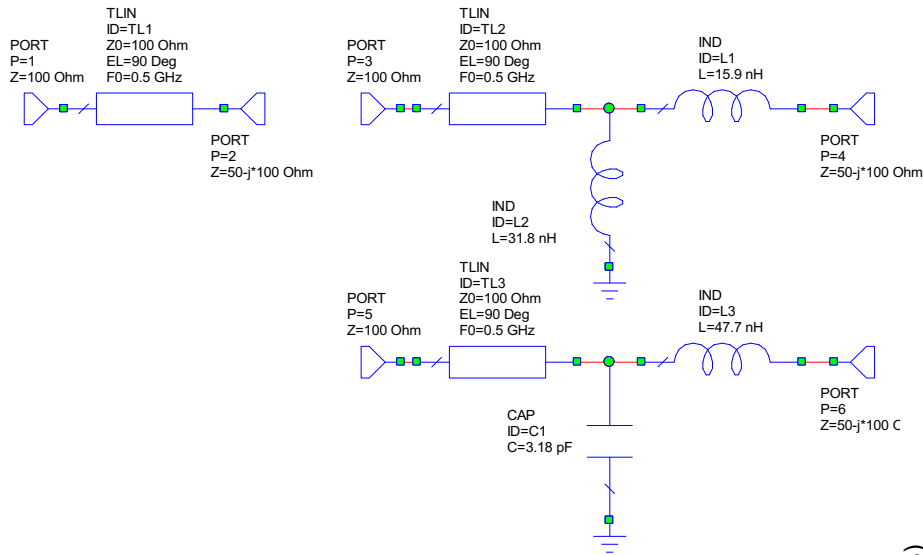 TLIN
ID=TL1
Z0=100 Ohm
EL=90 Deg
F0=0.5 GHz
PORT
P=1
Z=100 Ohm
PORT
P=2
Z=50-j*100 Ohm
TLIN
ID=TL2
Z0=100 Ohm
EL=90 Deg
F0=0.5 GHz
PORT
P=3
Z=100 Ohm
IND
ID=L1
L=15.9 nH
PORT
P=4
Z=50-j*100 Ohm
IND
ID=L2
L=31.8 nH
TLIN
ID=TL3
Z0=100 Ohm
EL=90 Deg
F0=0.5 GHz
PORT
P=5
Z=100 Ohm
IND
ID=L3
L=47.7 nH
PORT
P=6
Z=50-j*100
CAP
ID=C1
C=3.18 pF